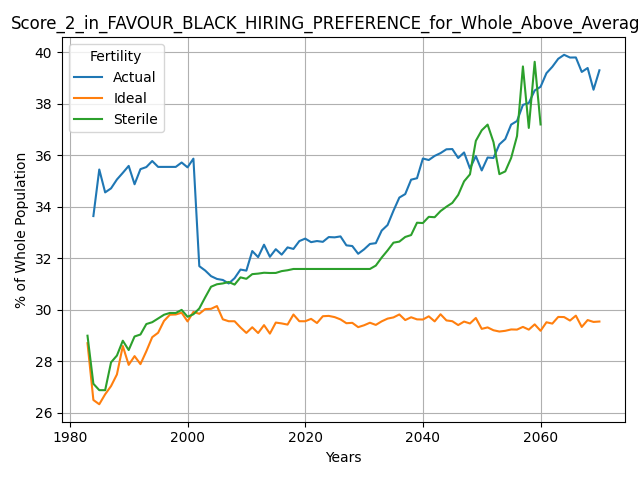 Score_2_in_FAVOUR_BLACK_HIRING_PREFERENCE_for_Whole_Above_Averag
Fertility
Actual
Ideal
Sterile
% of Whole Population
40
38
36
34
32
30
28
26
1980
2000
2020
2040
2060
Years